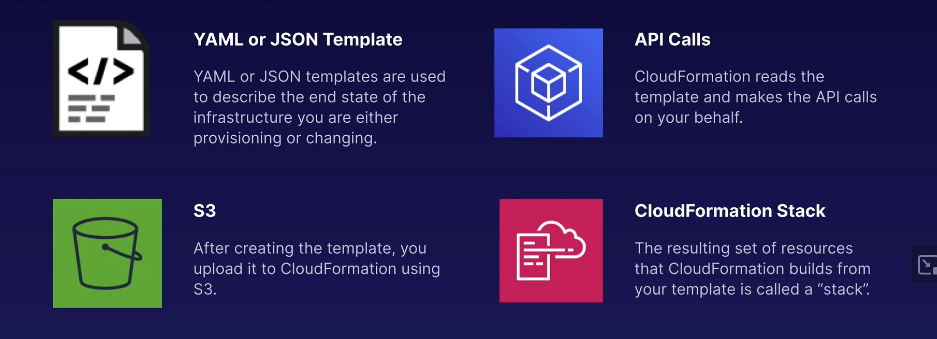 YAML or JSON Template
YAML or JSON templates are used
to describe the end state of the
infrastructure you are either
provisioning or changing.
API Calls
CloudFormation reads the
template and makes the API calls
on your behalf.
S3
After creating the template, you
upload it to CloudFormation using
S3.
CloudFormation Stack
The resulting set of resources
that CloudFormation builds from
your template is called a “stack”.